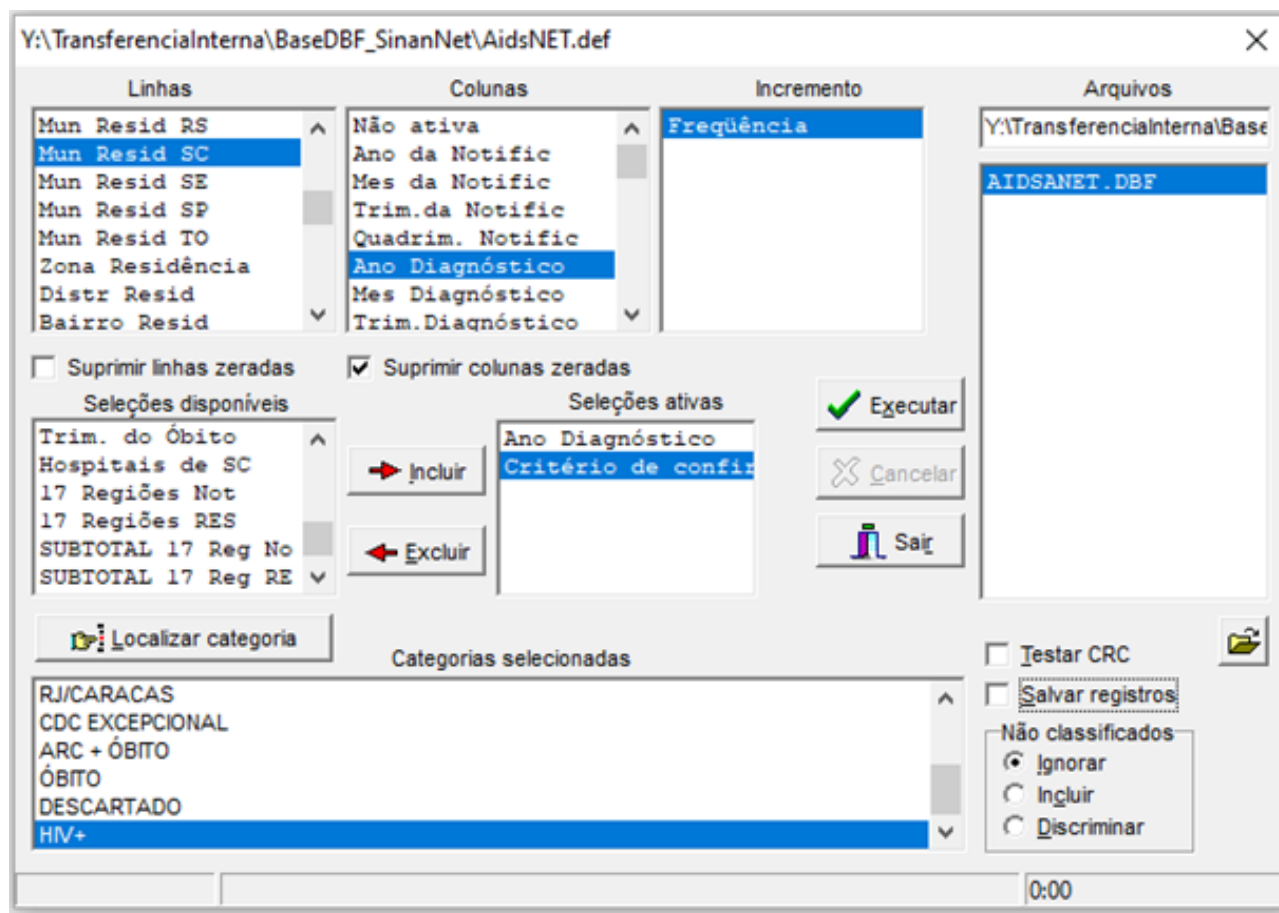 Y:\TransferenciaInterna\BaseDBF_SinanNet\AidsNET.def
Linhas
Mun Resid RS
Mun Resid SC
Mun Resid SE
Mun Resid SP
Mun Resid TO
Zona Residência
Distr Resid
Bairro Resid
Suprimir linhas zeradas
Colunas
Não ativa
Ano da Notific
Mes da Notific
Trim.da Notific
Quadrim. Notific
Ano Diagnóstico
Mes Diagnóstico
Trim.Diagnóstico
Suprimir colunas zeradas
Incremento
Freqüência
Arquivos
Y:\TransferenciaInterna\Base
AIDSANET.DBF
Seleções disponíveis
Trim. do Óbito
Hospitais de SC
17 Regiões Not
17 Regiões RES
SUBTOTAL 17 Reg No
SUBTOTAL 17 Reg RE
Incluir
Excluir
Seleções ativas
Ano Diagnóstico
Critério de confir
Executar
Cancelar
Sair
Localizar categoria
Categorias selecionadas
RJ/CARACAS
CDC EXCEPCIONAL
ARC + ÓBITO
ÓBITO
DESCARTADO
HIV+
Testar CRC
Salvar registros
Não classificados
Ignorar
Incluir
Discriminar
0:00